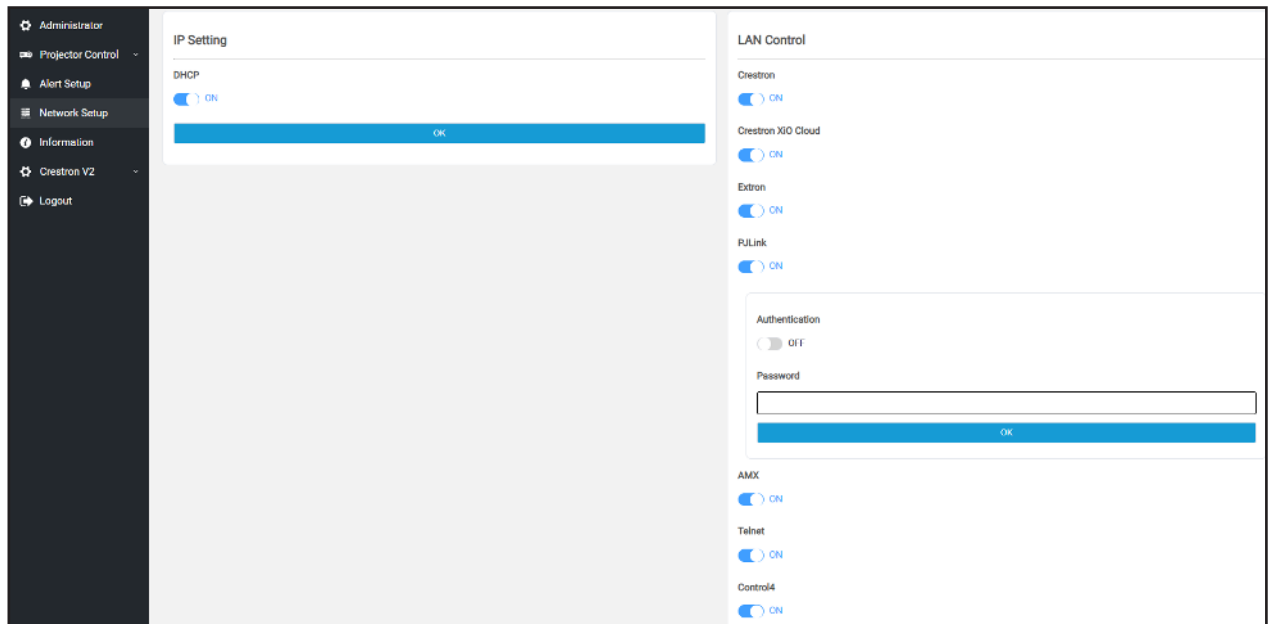 Administrator
Projector Control
Alert Setup
Network Setup
Information
Crestron V2
Logout
IP Setting
DHCP
ON
OK
LAN Control
Crestron
ON
Crestron XiO Cloud
ON
Extron
ON
PJLink
ON
Authentication
OFF
Password
OK
AMX
ON
Telnet
ON
Control4
ON